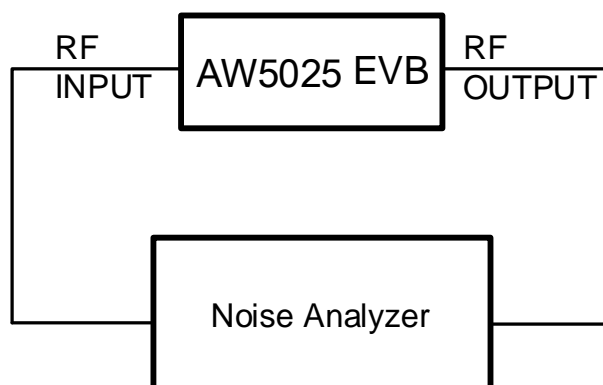 RF
INPUT
AW5025 EVB
RF
OUTPUT
Noise Analyzer